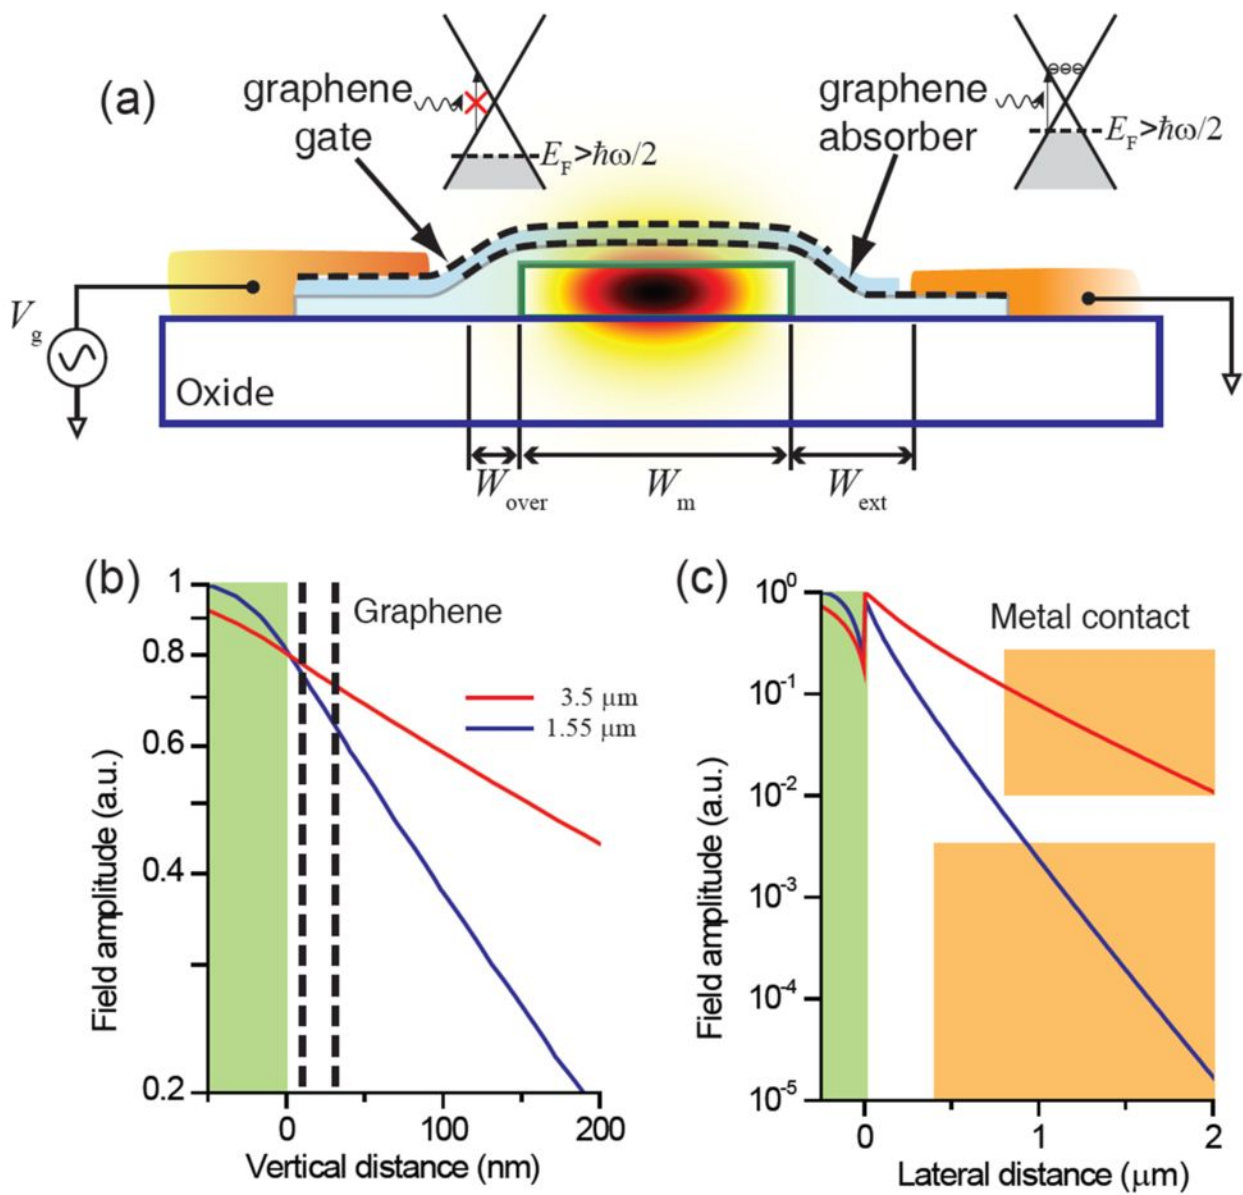 (a)
graphene
gate
E_F>ħω/2
graphene
absorber
E_F>ħω/2
V_g
Oxide
W_over
W_m
W_ext
(b)
Graphene
3.5 μm
1.55 μm
1
0.8
0.6
0.4
0.2
Field amplitude (a.u.)
0
100
200
Vertical distance (nm)
(c)
Metal contact
10^0
10^-1
10^-2
10^-3
10^-4
10^-5
Field amplitude (a.u.)
0
1
2
Lateral distance (μm)